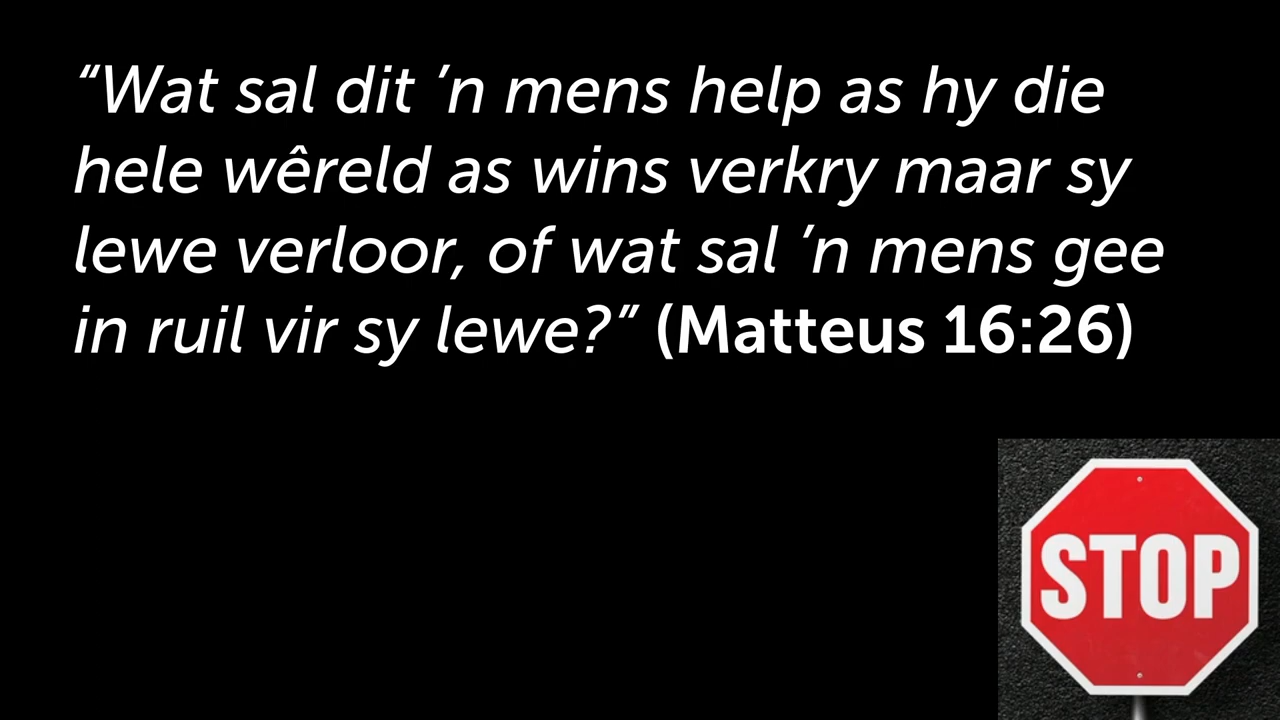 “Wat sal dit ’n mens help as hy die
hele wêreld as wins verkry maar sy
lewe verloor, of wat sal ’n mens gee
in ruil vir sy lewe?” (Matteus 16:26)
STOP